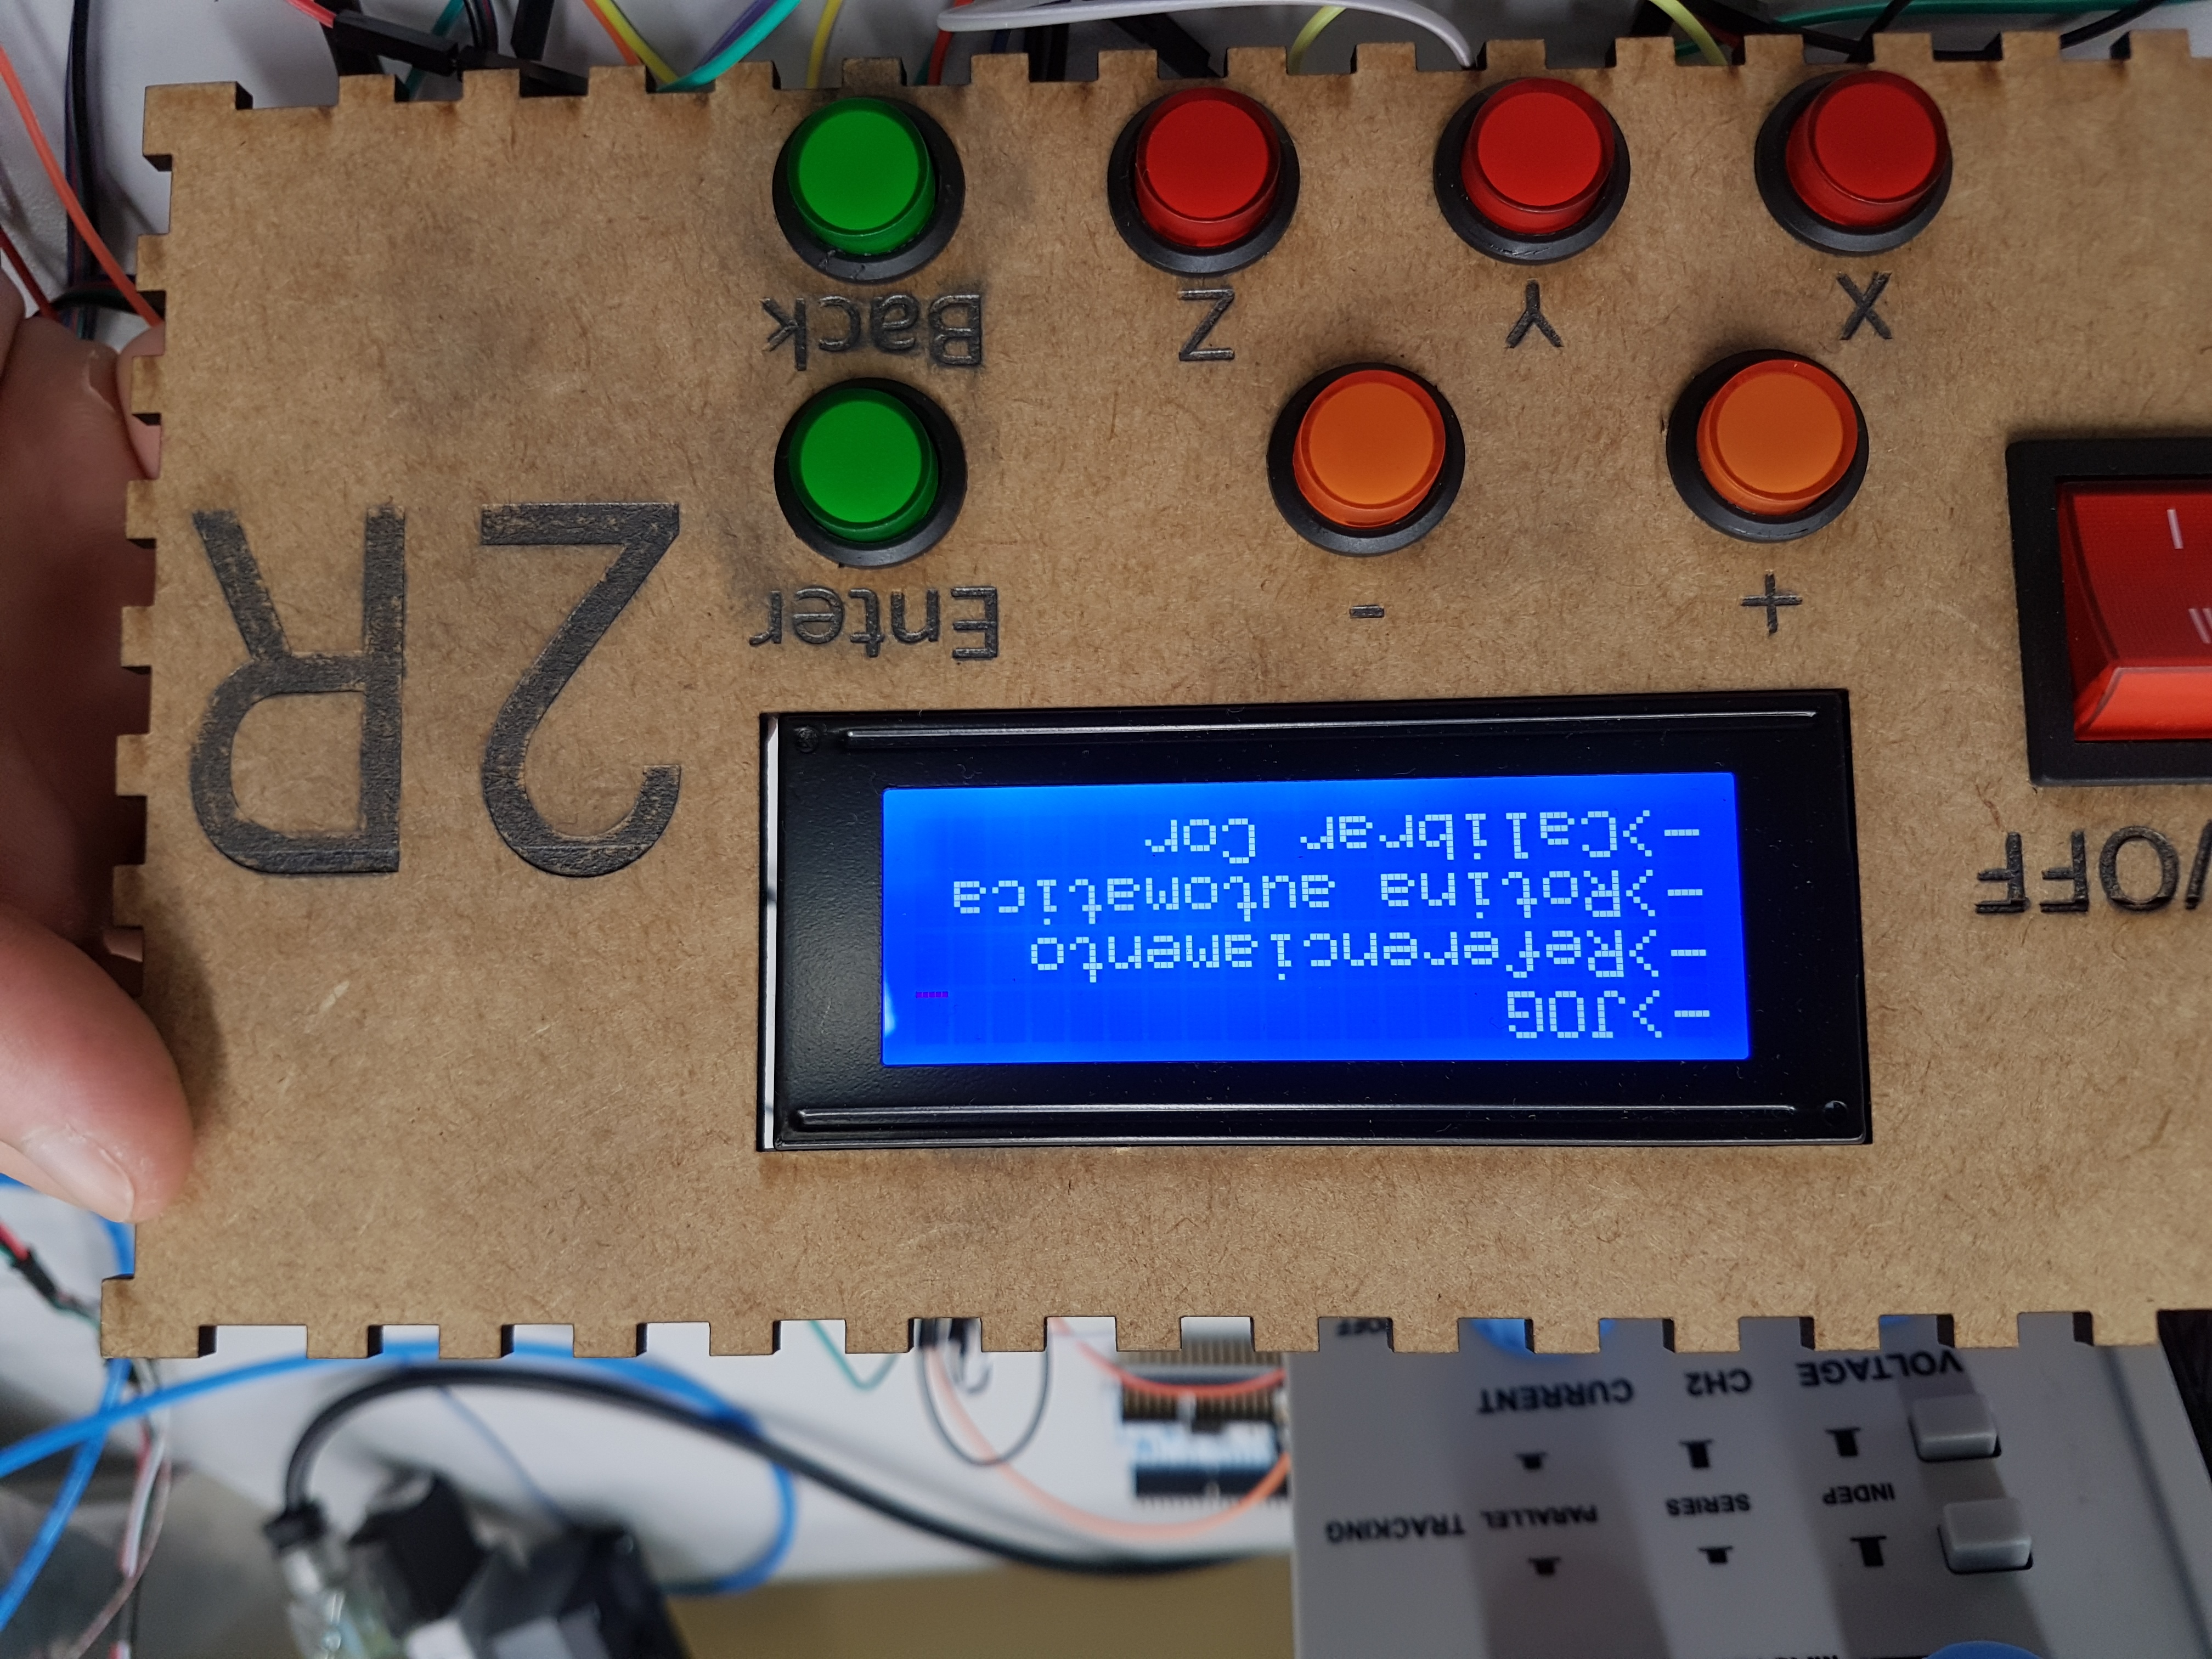 INDEP SERIES PARALLEL TRACKING
VOLTAGE CH2 CURRENT
OFF
->JOG
->Referenciamento
->Rotina automatica
->Calibrar Cor
/OFF
2R
+ - Enter
X Y Z Back